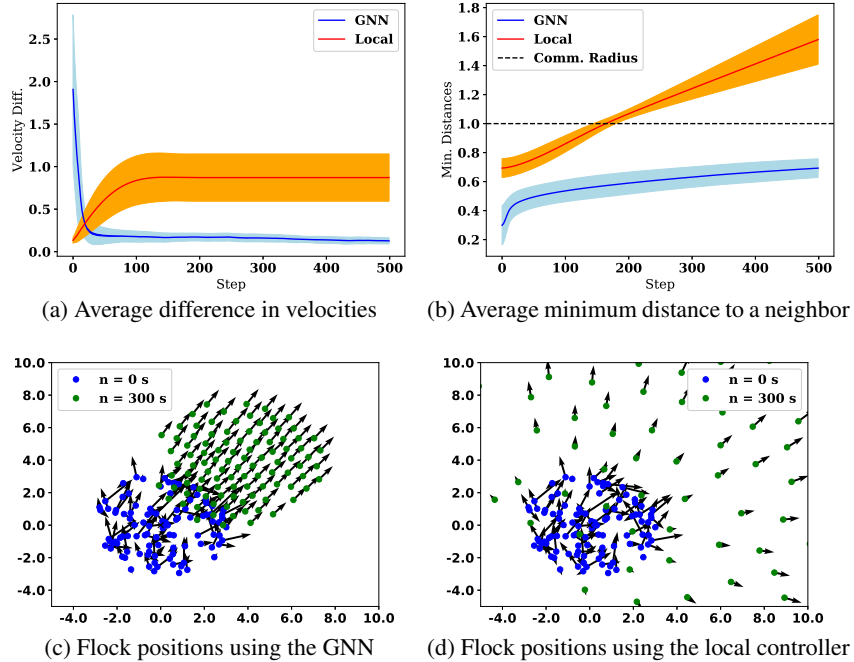 2.5
2.0
1.5
1.0
0.5
0.0
Velocity Diff.
GNN
Local
0 100 200 300 400 500
Step
(a) Average difference in velocities
1.8
1.6
1.4
1.2
1.0
0.8
0.6
0.4
0.2
Min. Distances
GNN
Local
Comm. Radius
0 100 200 300 400 500
Step
(b) Average minimum distance to a neighbor
10.0
8.0
6.0
4.0
2.0
0.0
-2.0
-4.0
n = 0 s
n = 300 s
-4.0 -2.0 0.0 2.0 4.0 6.0 8.0 10.0
(c) Flock positions using the GNN
10.0
8.0
6.0
4.0
2.0
0.0
-2.0
-4.0
n = 0 s
n = 300 s
-4.0 -2.0 0.0 2.0 4.0 6.0 8.0 10.0
(d) Flock positions using the local controller